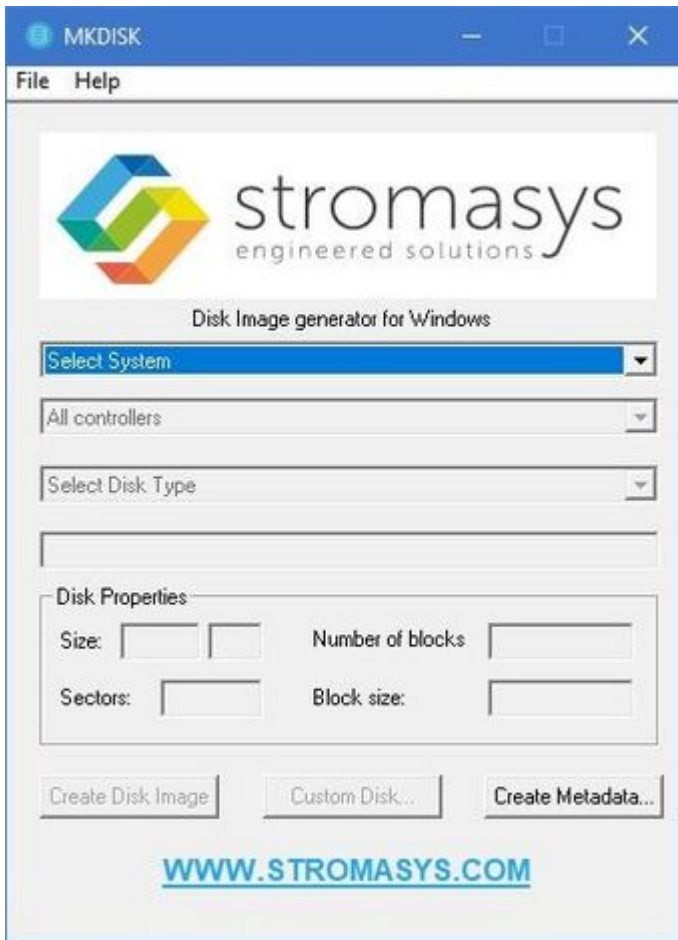 MKDISK
File Help
stromasys
engineered solutions
Disk Image generator for Windows
Select System
All controllers
Select Disk Type
Disk Properties
Size: Number of blocks
Sectors: Block size:
Create Disk Image Custom Disk... Create Metadata...
WWW.STROMASYS.COM